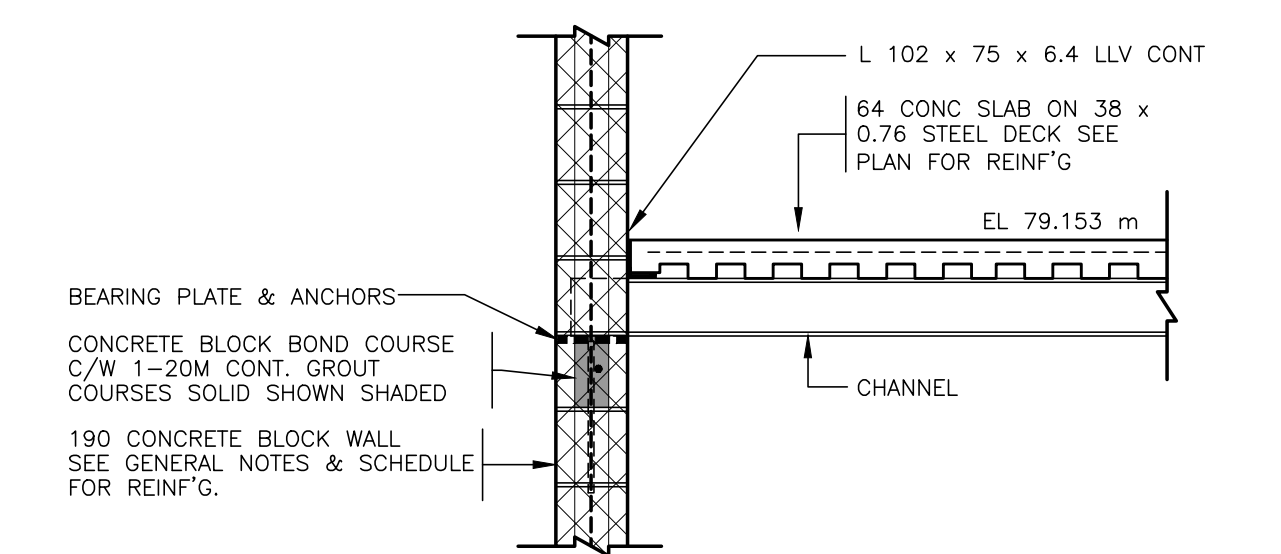 L 102 x 75 x 6.4 LLV CONT
64 CONC SLAB ON 38 x
0.76 STEEL DECK SEE
PLAN FOR REINF'G
EL 79.153 m
BEARING PLATE & ANCHORS
CONCRETE BLOCK BOND COURSE
C/W 1-20M CONT. GROUT
COURSES SOLID SHOWN SHADED
CHANNEL
190 CONCRETE BLOCK WALL
SEE GENERAL NOTES & SCHEDULE
FOR REINF'G.